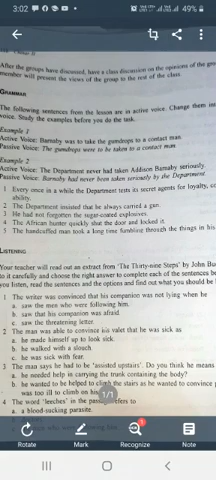 3:02
49%
After the groups have discussed, have a class discussion on the opinions of the
member will present the views of the group to the rest of the class
GRAMMAR
The following sentences from the lesson are in active voice. Change them
voice. Study the examples before you do the task.
Example 1
Active Voice: Barnaby was to take the gumdrops to a contact man.
Passive Voice: The gumdrops were to be taken to a contact man.
Example 2
Active Voice: The Department never had taken Addison Barnaby seriously.
Passive Voice: Barnaby had never been taken seriously by the Department.
1 Every once in a while the Department tests its secret agents for loyalty,
ability.
2 The Department insisted that he always carried a gun.
3 He had not forgotten the sugar-coated explosives.
4 The African hunter quickly shut the door and locked it.
5 The handcuffed man took a long time fumbling through the things in his
LISTENING
Your teacher will read out an extract from 'The Thirty-nine Steps' by John
to it carefully and choose the right answer to complete each of the sentences
you listen, read the sentences and the options and find out what you should be
1 The writer was convinced that his companion was not lying when he
a. saw the men who were following him.
b. saw that his companion was afraid
c. saw the threatening letter
2 The man was able to convince his valet that he was sick as
a. he made himself up to look sick.
b. he walked with a slouch.
c. he was sick with fear.
3 The man says he had to be 'assisted upstairs'. Do you think he means
a. he needed help in carrying the trunk containing the body?
b. he wanted to be helped to climb the stairs as he wanted to convince
was too ill to climb on his
1/1
4 The word 'leeches' in the refers to
a. a blood-sucking parasite.
Rotate
Mark
Recognize
Note